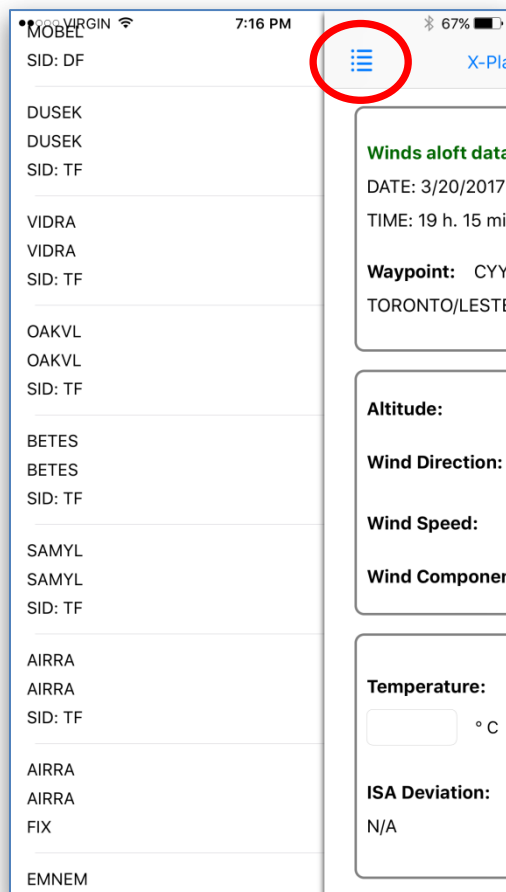 VIRGIN 7:16 PM 67%
MOBEL
SID: DF
DUSEK
DUSEK
SID: TF
VIDRA
VIDRA
SID: TF
OAKVL
OAKVL
SID: TF
BETES
BETES
SID: TF
SAMYL
SAMYL
SID: TF
AIRRA
AIRRA
SID: TF
AIRRA
AIRRA
FIX
EMNEM
X-Pla
Winds aloft data
DATE: 3/20/2017
TIME: 19 h. 15 mi
Waypoint: CYY
TORONTO/LESTE
Altitude:
Wind Direction:
Wind Speed:
Wind Componen
Temperature:
° C
ISA Deviation:
N/A